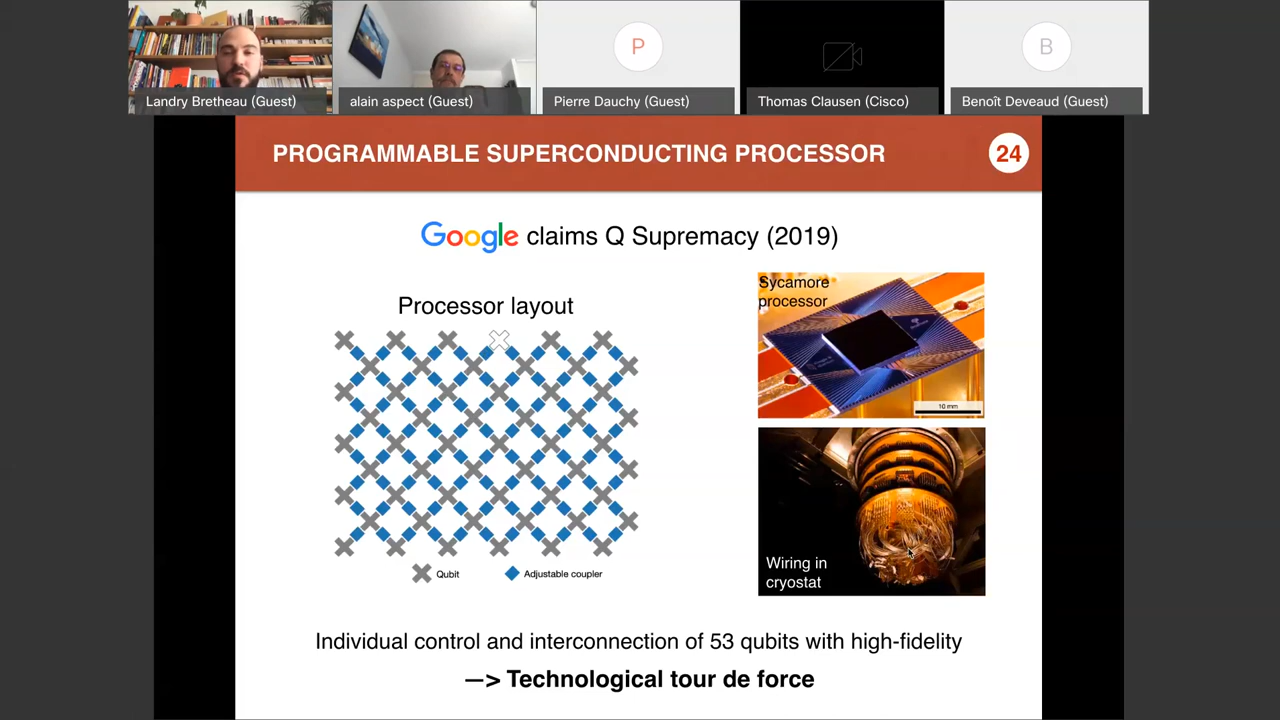 P
B
Landry Bretheau (Guest)
alain aspect (Guest)
Pierre Dauchy (Guest)
Thomas Clausen (Cisco)
Benoît Deveaud (Guest)
PROGRAMMABLE SUPERCONDUCTING PROCESSOR
24
Google claims Q Supremacy (2019)
Processor layout
Sycamore
processor
10 mm
Qubit
Adjustable coupler
Wiring in
cryostat
Individual control and interconnection of 53 qubits with high-fidelity
—> Technological tour de force